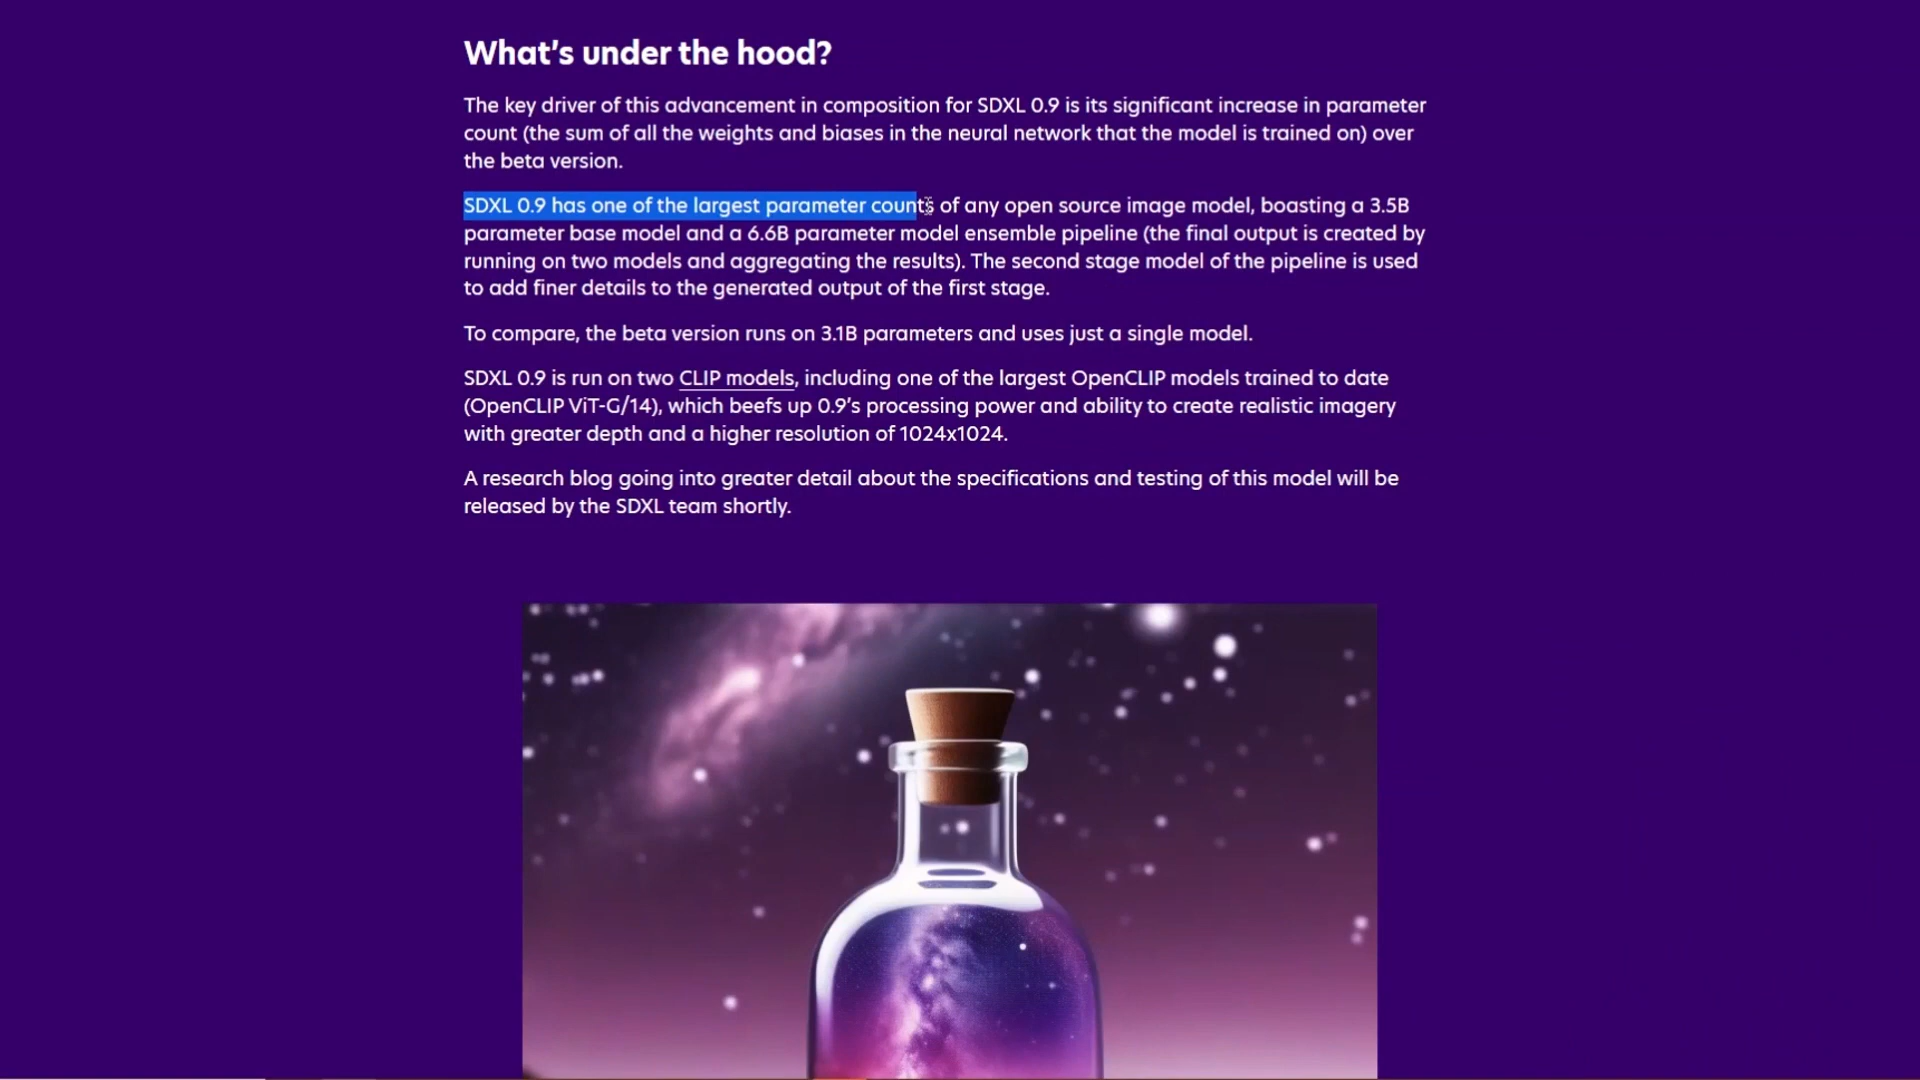 What's under the hood?
The key driver of this advancement in composition for SDXL 0.9 is its significant increase in parameter
count (the sum of all the weights and biases in the neural network that the model is trained on) over
the beta version.
SDXL 0.9 has one of the largest parameter counts of any open source image model, boasting a 3.5B
parameter base model and a 6.6B parameter model ensemble pipeline (the final output is created by
running on two models and aggregating the results). The second stage model of the pipeline is used
to add finer details to the generated output of the first stage.
To compare, the beta version runs on 3.1B parameters and uses just a single model.
SDXL 0.9 is run on two CLIP models, including one of the largest OpenCLIP models trained to date
(OpenCLIP ViT-G/14), which beefs up 0.9's processing power and ability to create realistic imagery
with greater depth and a higher resolution of 1024x1024.
A research blog going into greater detail about the specifications and testing of this model will be
released by the SDXL team shortly.